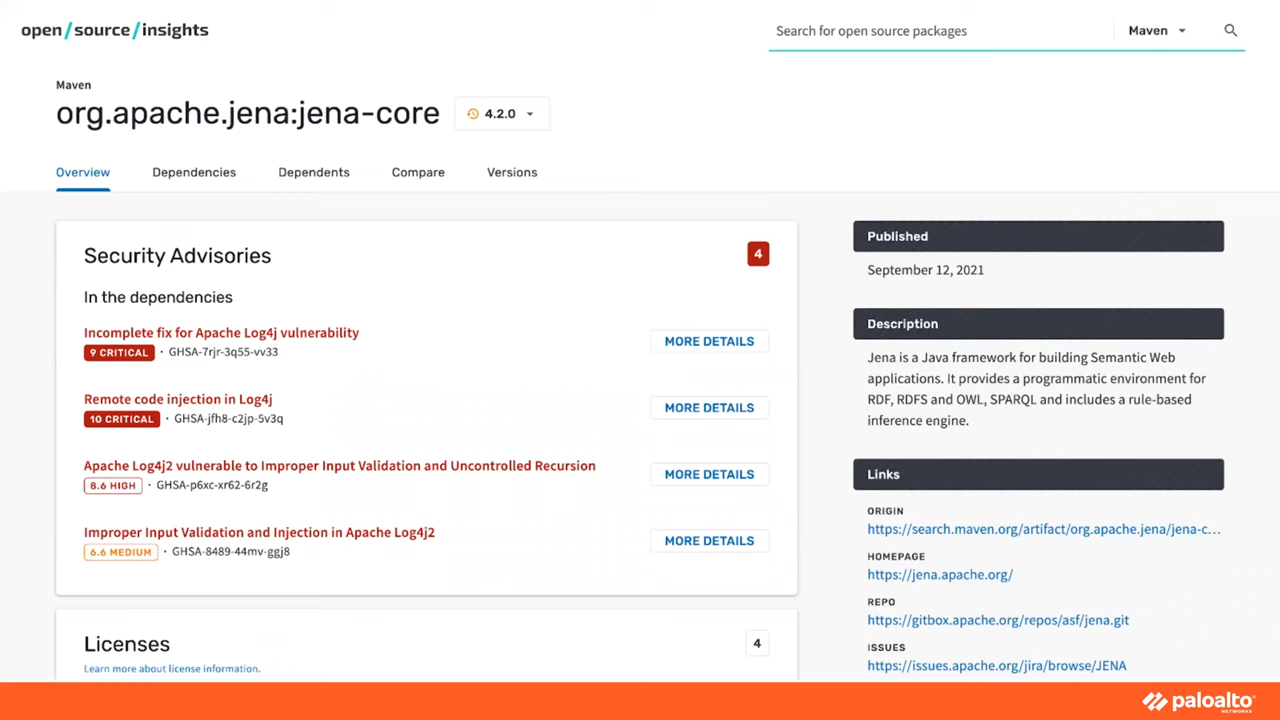 open/source/insights
Search for open source packages
Maven
Maven
org.apache.jena:jena-core
4.2.0
Overview
Dependencies
Dependents
Compare
Versions
Security Advisories
4
In the dependencies
Incomplete fix for Apache Log4j vulnerability
9 CRITICAL · GHSA-7rjr-3q55-vv33
MORE DETAILS
Remote code injection in Log4j
10 CRITICAL · GHSA-jfh8-c2jp-5v3q
MORE DETAILS
Apache Log4j2 vulnerable to Improper Input Validation and Uncontrolled Recursion
8.6 HIGH · GHSA-p6xc-xr62-6r2g
MORE DETAILS
Improper Input Validation and Injection in Apache Log4j2
6.6 MEDIUM · GHSA-8489-44mv-ggj8
MORE DETAILS
Licenses
4
Learn more about license information.
Published
September 12, 2021
Description
Jena is a Java framework for building Semantic Web
applications. It provides a programmatic environment for
RDF, RDFS and OWL, SPARQL and includes a rule-based
inference engine.
Links
ORIGIN
https://search.maven.org/artifact/org.apache.jena/jena-c...
HOMEPAGE
https://jena.apache.org/
REPO
https://gitbox.apache.org/repos/asf/jena.git
ISSUES
https://issues.apache.org/jira/browse/JENA
paloalto
NETWORKS